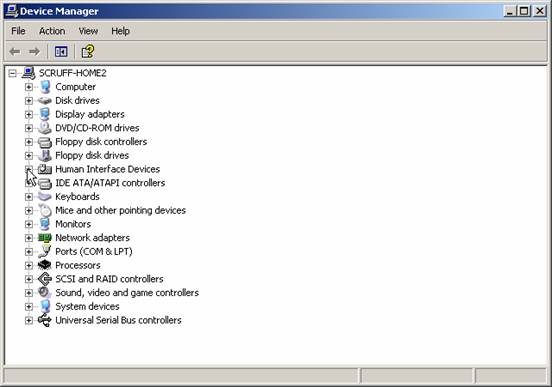 Device Manager
File Action View Help
SCRUFF-HOME2
Computer
Disk drives
Display adapters
DVD/CD-ROM drives
Floppy disk controllers
Floppy disk drives
Human Interface Devices
IDE ATA/ATAPI controllers
Keyboards
Mice and other pointing devices
Monitors
Network adapters
Ports (COM & LPT)
Processors
SCSI and RAID controllers
Sound, video and game controllers
System devices
Universal Serial Bus controllers